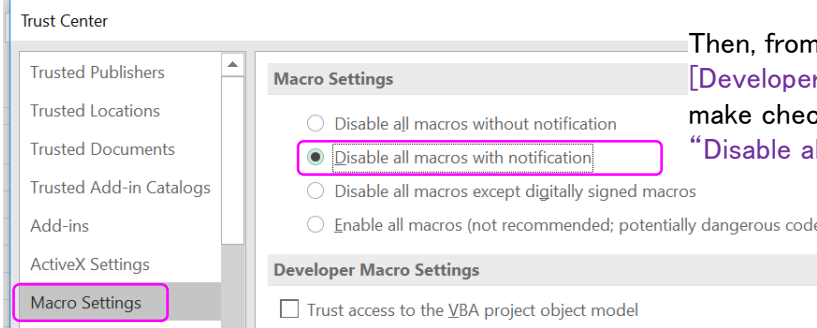 Trust Center
Trusted Publishers
Trusted Locations
Trusted Documents
Trusted Add-in Catalogs
Add-ins
ActiveX Settings
Macro Settings
Macro Settings
Disable all macros without notification
Disable all macros with notification
Disable all macros except digitally signed macros
Enable all macros (not recommended; potentially dangerous code
Developer Macro Settings
Trust access to the VBA project object model
Then, from
[Developer
make chec
“Disable al